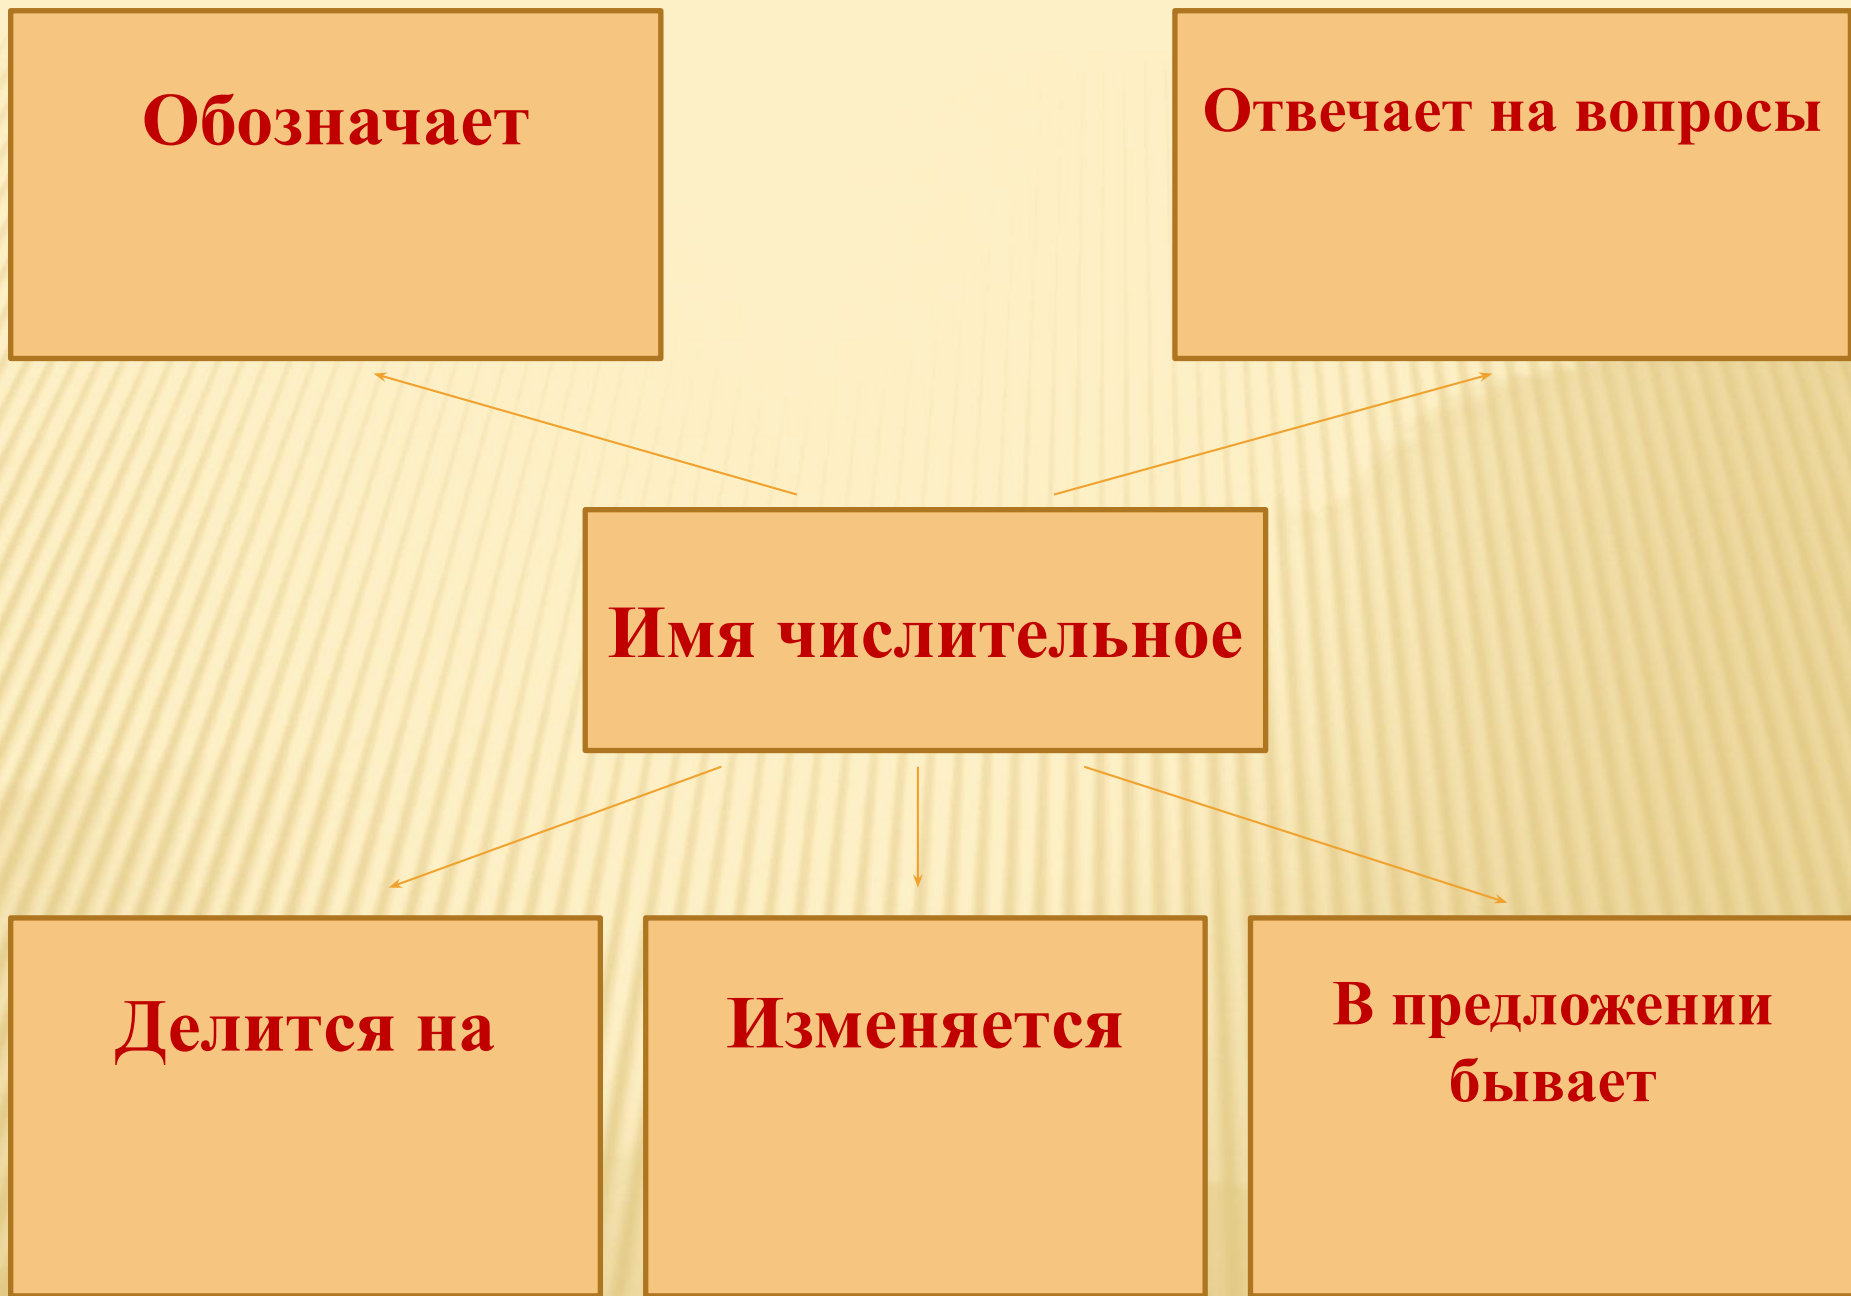 Обозначает
Отвечает на вопросы
Имя числительное
Делится на
Изменяется
В предложении
бывает